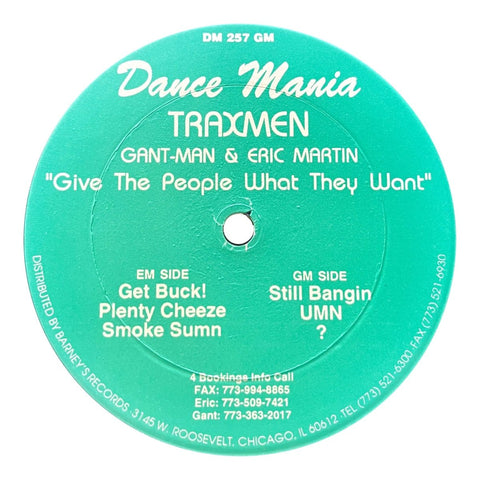 DM 257 GM
Dance Mania
TRAXMEN
GANT-MAN & ERIC MARTIN
"Give The People What They Want"
EM SIDE
Get Buck!
Plenty Cheeze
Smoke Sumn
GM SIDE
Still Bangin
UMN
?
4 Bookings Info Call
FAX: 773-994-8865
Eric: 773-509-7421
Gant: 773-363-2017
DISTRIBUTED BY BARNEY'S RECORDS 3145 W. ROOSEVELT, CHICAGO, IL 60612 · TEL (773) 521-6300 FAX (773) 521-6930